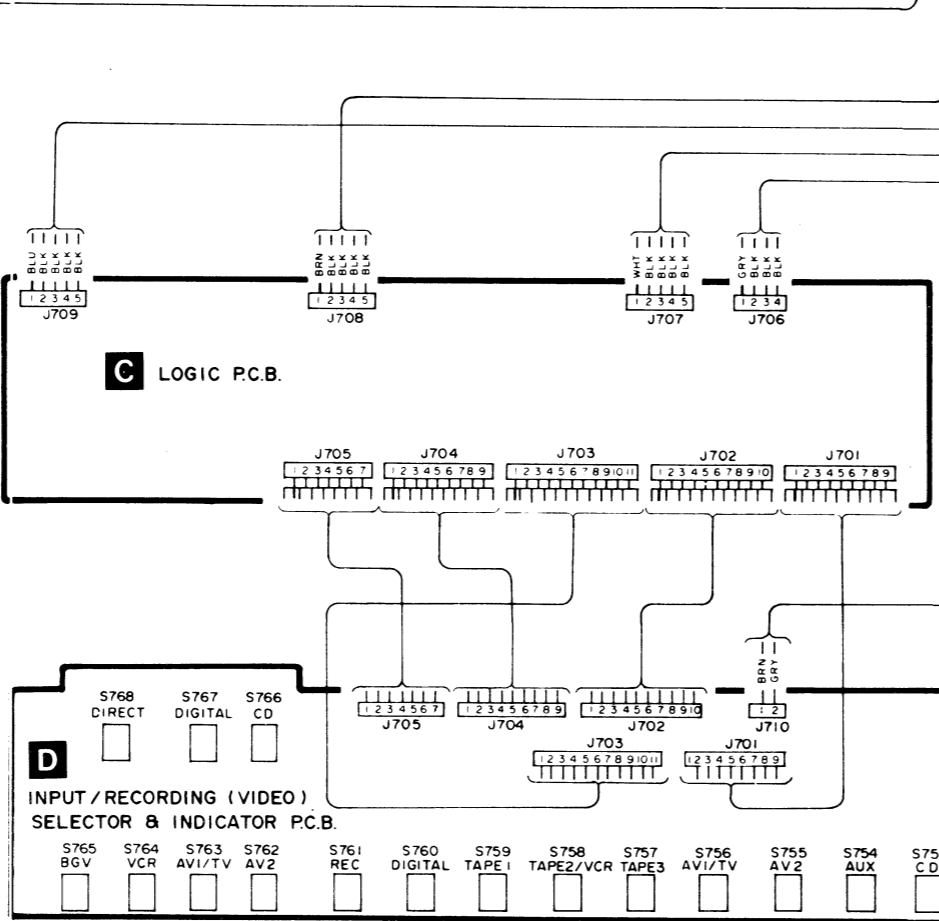 BLU BLK BLK BLK BLK
BRN BLK BLK BLK BLK
WHT BLK BLK BLK BLK
GRY BLK BLK BLK
1 2 3 4 5
J709
1 2 3 4 5
J708
1 2 3 4 5
J707
1 2 3 4
J706
C LOGIC P.C.B.
J705
1 2 3 4 5 6 7
J704
1 2 3 4 5 6 7 8 9
J703
1 2 3 4 5 6 7 8 9 10 11
J702
1 2 3 4 5 6 7 8 9 10
J701
1 2 3 4 5 6 7 8 9
BRN GRY
1 2 3 4 5 6 7
J705
1 2 3 4 5 6 7 8 9
J704
1 2 3 4 5 6 7 8 9 10
J702
1 2
J710
J703
1 2 3 4 5 6 7 8 9 10 11
J701
1 2 3 4 5 6 7 8 9
S768
DIRECT
S767
DIGITAL
S766
CD
D
INPUT/RECORDING (VIDEO)
SELECTOR & INDICATOR P.C.B.
S765
BGV
S764
VCR
S763
AV1/TV
S762
AV2
S761
REC
S760
DIGITAL
S759
TAPE1
S758
TAPE2/VCR
S757
TAPE3
S756
AV1/TV
S755
AV2
S754
AUX
S75
CD